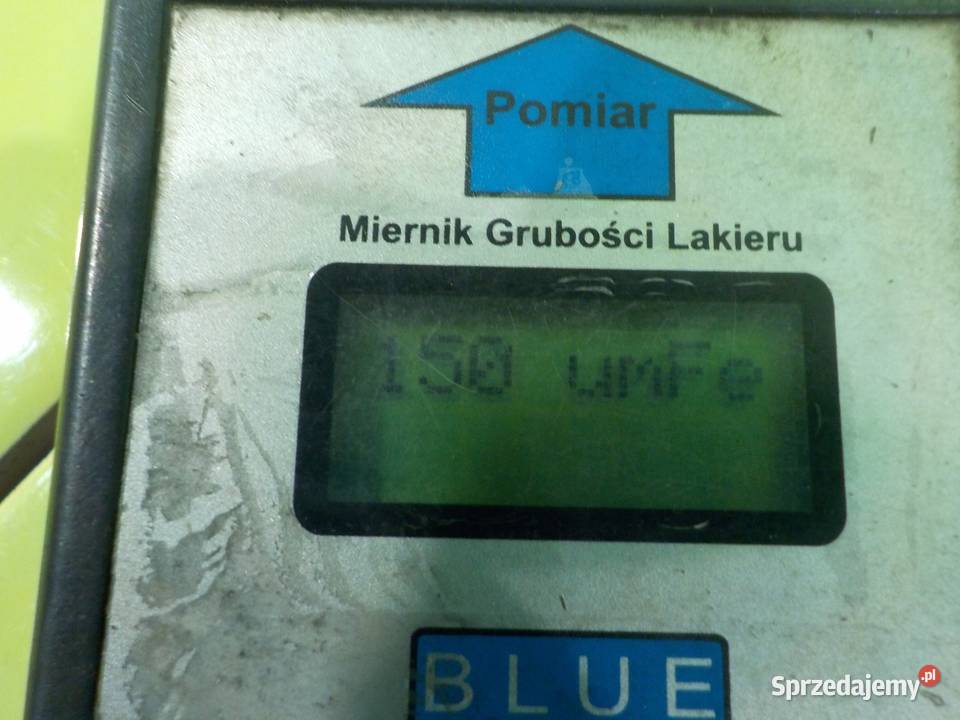 Pomiar
Miernik Grubości Lakieru
150 umFe
BLUE
Sprzedajemy.pl